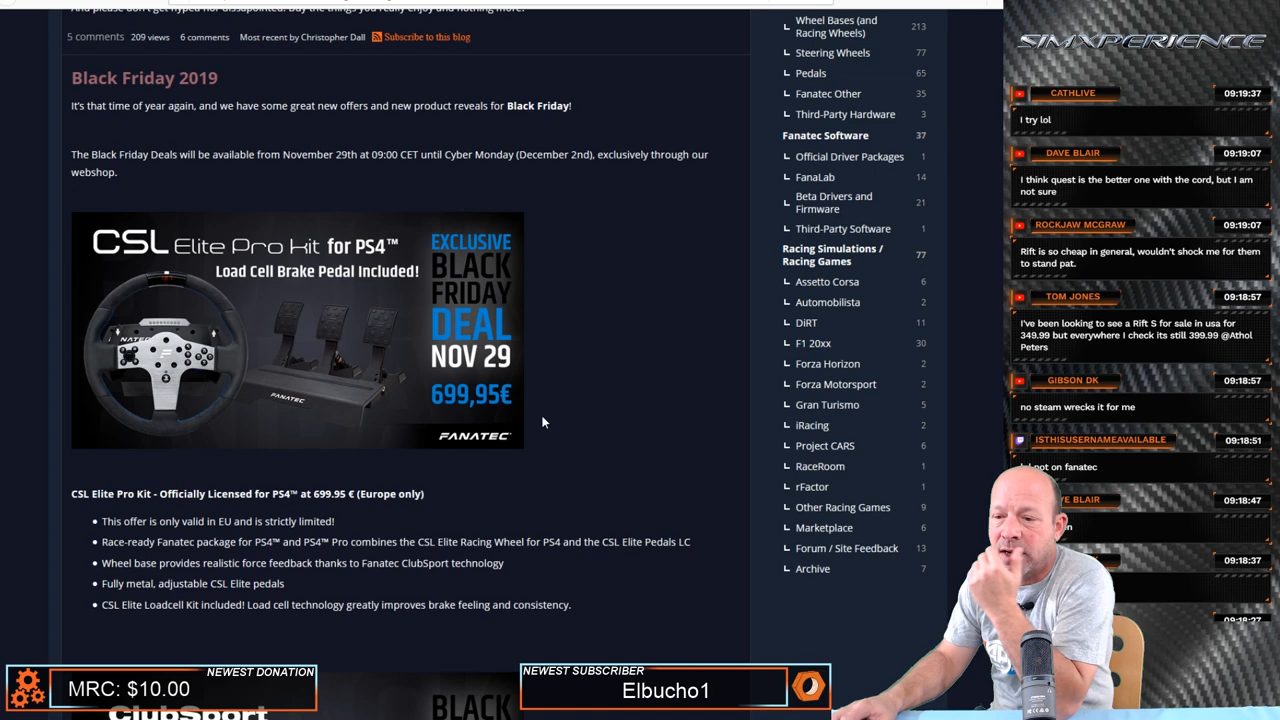 And please don't get hyped nor dissapointed. Buy the things you really enjoy and nothing more.
5 comments 209 views 6 comments Most recent by Christopher Dall Subscribe to this blog
Black Friday 2019
It's that time of year again, and we have some great new offers and new product reveals for Black Friday!
The Black Friday Deals will be available from November 29th at 09:00 CET until Cyber Monday (December 2nd), exclusively through our
webshop.
CSL Elite Pro Kit for PS4™
Load Cell Brake Pedal Included!
EXCLUSIVE
BLACK
FRIDAY
DEAL
NOV 29
699,95€
FANATEC
FANATEC
CSL Elite Pro Kit - Officially Licensed for PS4™ at 699.95 € (Europe only)
This offer is only valid in EU and is strictly limited!
Race-ready Fanatec package for PS4™ and PS4™ Pro combines the CSL Elite Racing Wheel for PS4 and the CSL Elite Pedals LC
Wheel base provides realistic force feedback thanks to Fanatec ClubSport technology
Fully metal, adjustable CSL Elite pedals
CSL Elite Loadcell Kit included! Load cell technology greatly improves brake feeling and consistency.
ClubSport
BLACK
Wheel Bases (and
Racing Wheels) 213
Steering Wheels 77
Pedals 65
Fanatec Other 35
Third-Party Hardware 3
Fanatec Software 37
Official Driver Packages 1
FanaLab 14
Beta Drivers and
Firmware 21
Third-Party Software 1
Racing Simulations /
Racing Games 77
Assetto Corsa 6
Automobilista 2
DiRT 11
F1 20xx 30
Forza Horizon 2
Forza Motorsport 2
Gran Turismo 5
iRacing 2
Project CARS 6
RaceRoom 1
rFactor 1
Other Racing Games 9
Marketplace 6
Forum / Site Feedback 13
Archive 7
SIMXPERIENCE
CATHLIVE 09:19:37
I try lol
DAVE BLAIR 09:19:07
I think quest is the better one with the cord, but I am
not sure
ROCKJAW MCGRAW 09:19:07
Rift is so cheap in general, wouldn't shock me for them
to stand pat.
TOM JONES 09:18:57
I've been looking to see a Rift S for sale in usa for
349.99 but everywhere I check its still 399.99 @Athol
Peters
GIBSON DK 09:18:57
no steam wrecks it for me
ISTHISUSERNAMEAVAILABLE 09:18:51
not on fanatec
BLAIR 09:18:47
09:18:37
09:18:27
NEWEST DONATION
MRC: $10.00
NEWEST SUBSCRIBER
Elbucho1